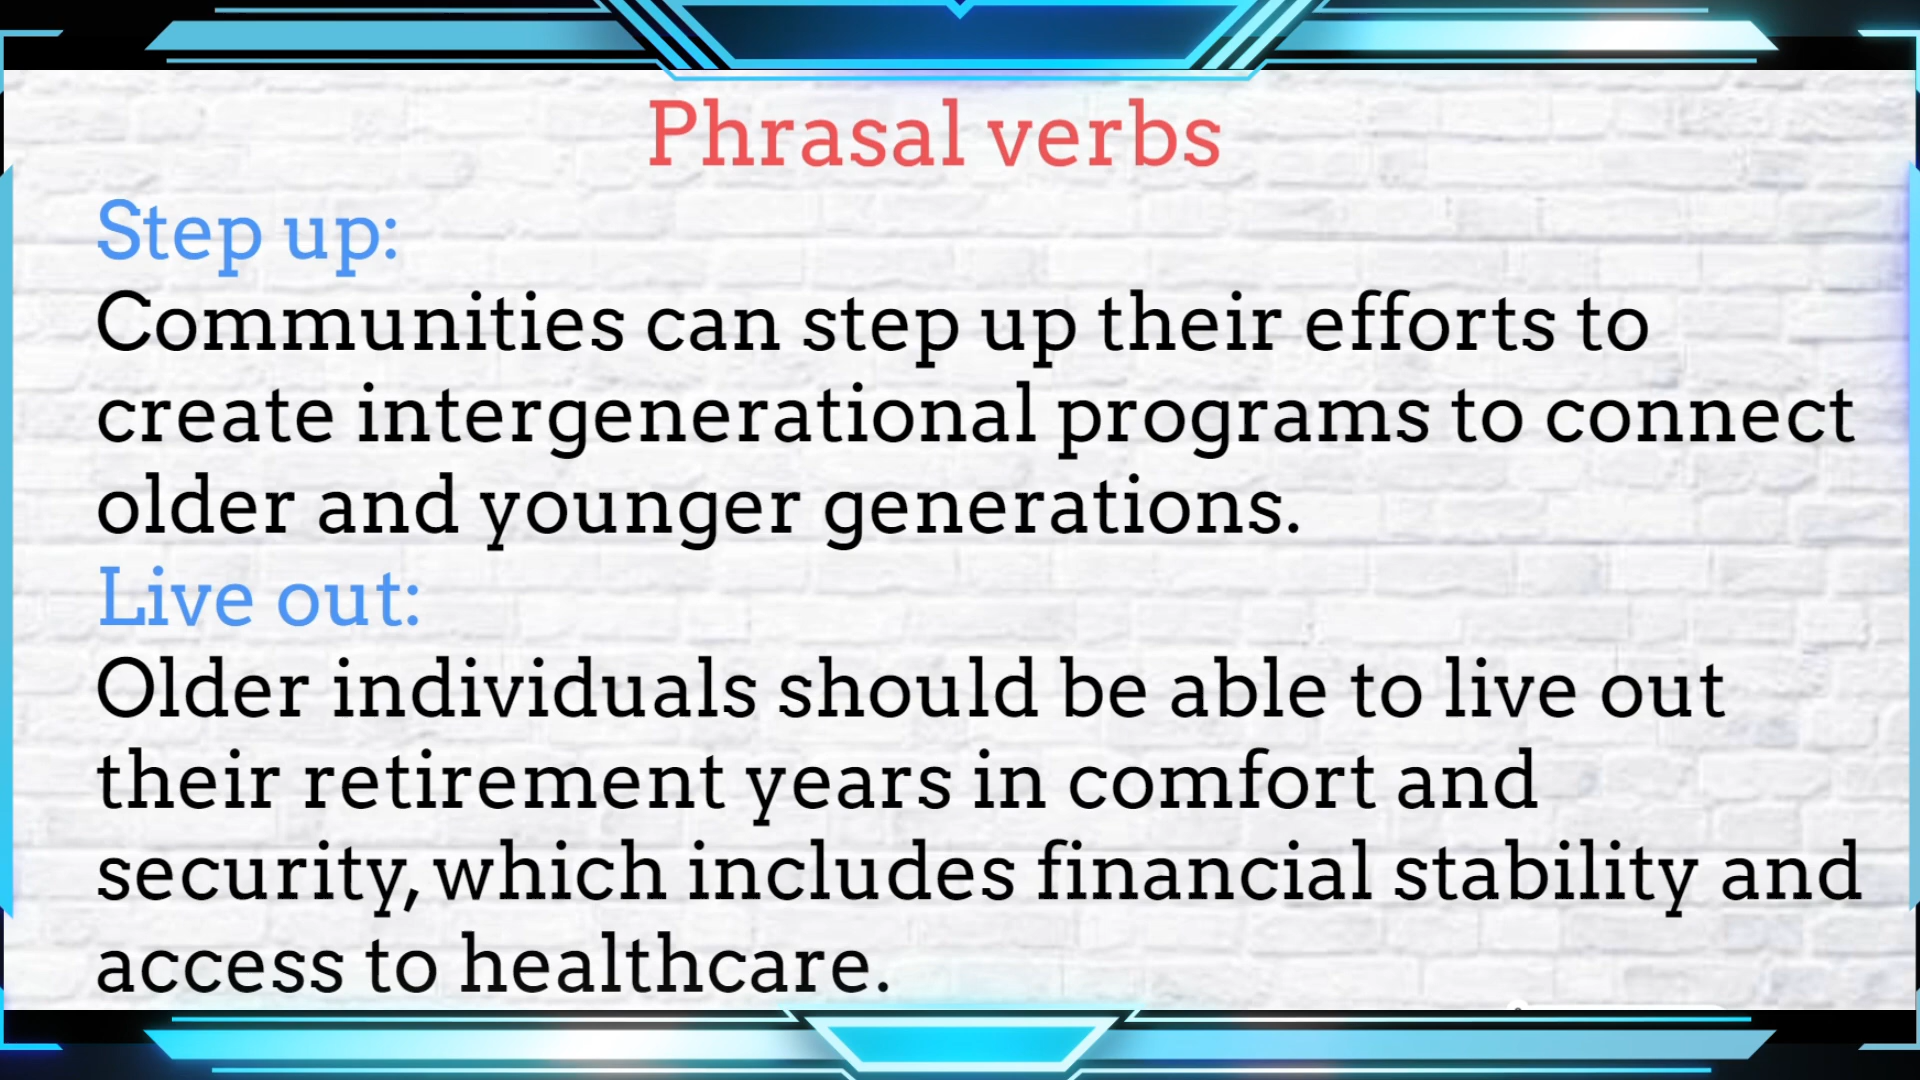 Phrasal verbs
Step up:
Communities can step up their efforts to
create intergenerational programs to connect
older and younger generations.
Live out:
Older individuals should be able to live out
their retirement years in comfort and
security, which includes financial stability and
access to healthcare.